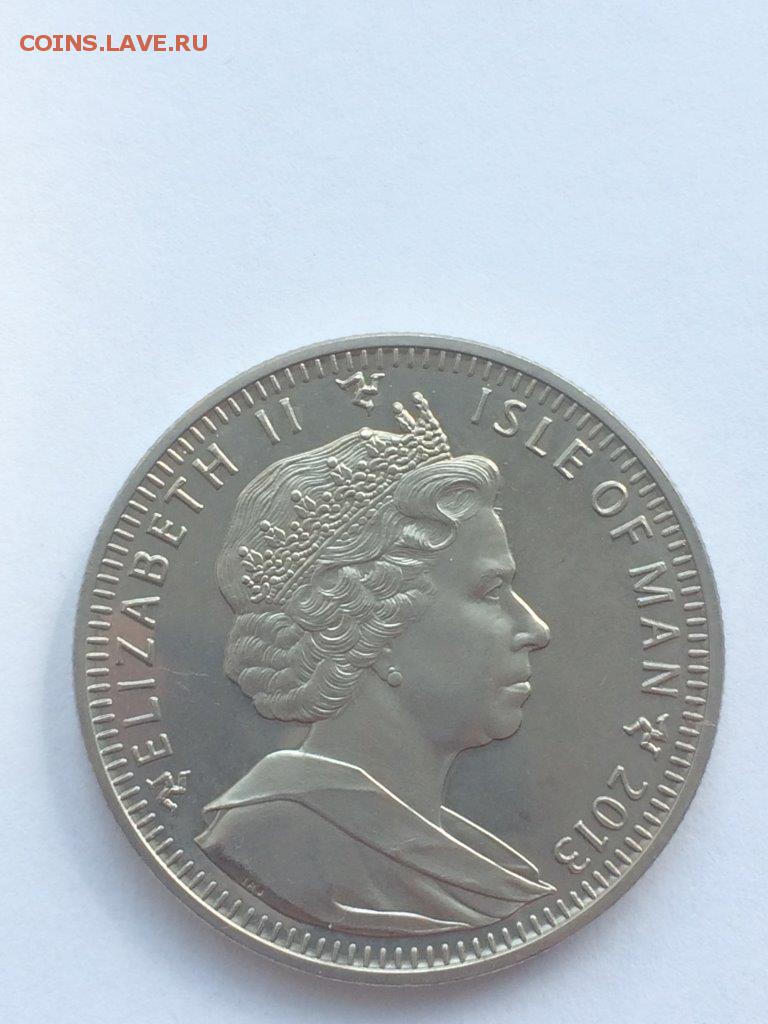 COINS.LAVE.RU
ELIZABETH II
ISLE OF MAN
2013